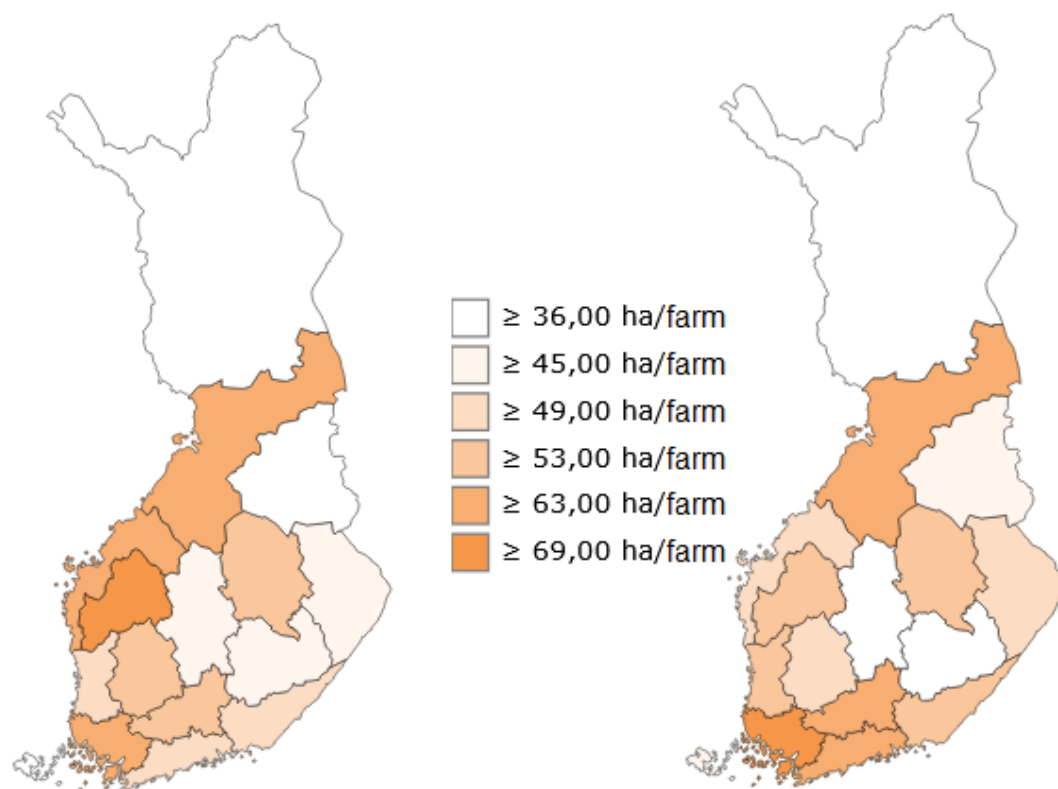 ≥ 36,00 ha/farm
≥ 45,00 ha/farm
≥ 49,00 ha/farm
≥ 53,00 ha/farm
≥ 63,00 ha/farm
≥ 69,00 ha/farm